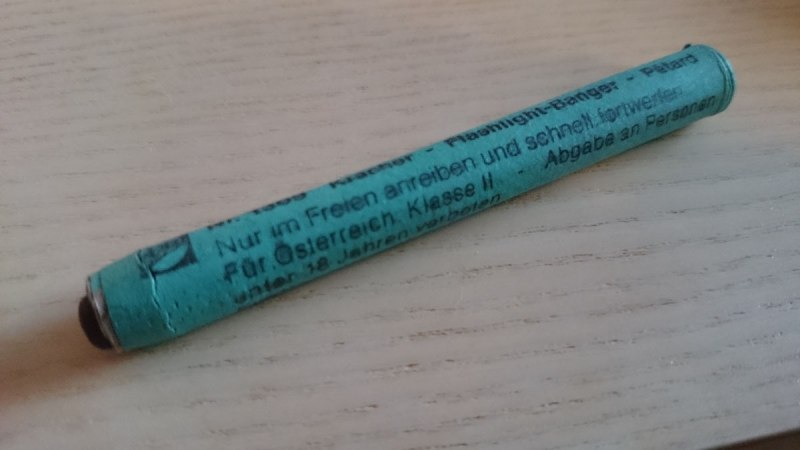 Kracher - Flashlight-Banger - Pétard
Nur im Freien anreiben und schnell fortwerfen
Für Österreich: Klasse II - Abgabe an Personen
unter 18 Jahren verboten